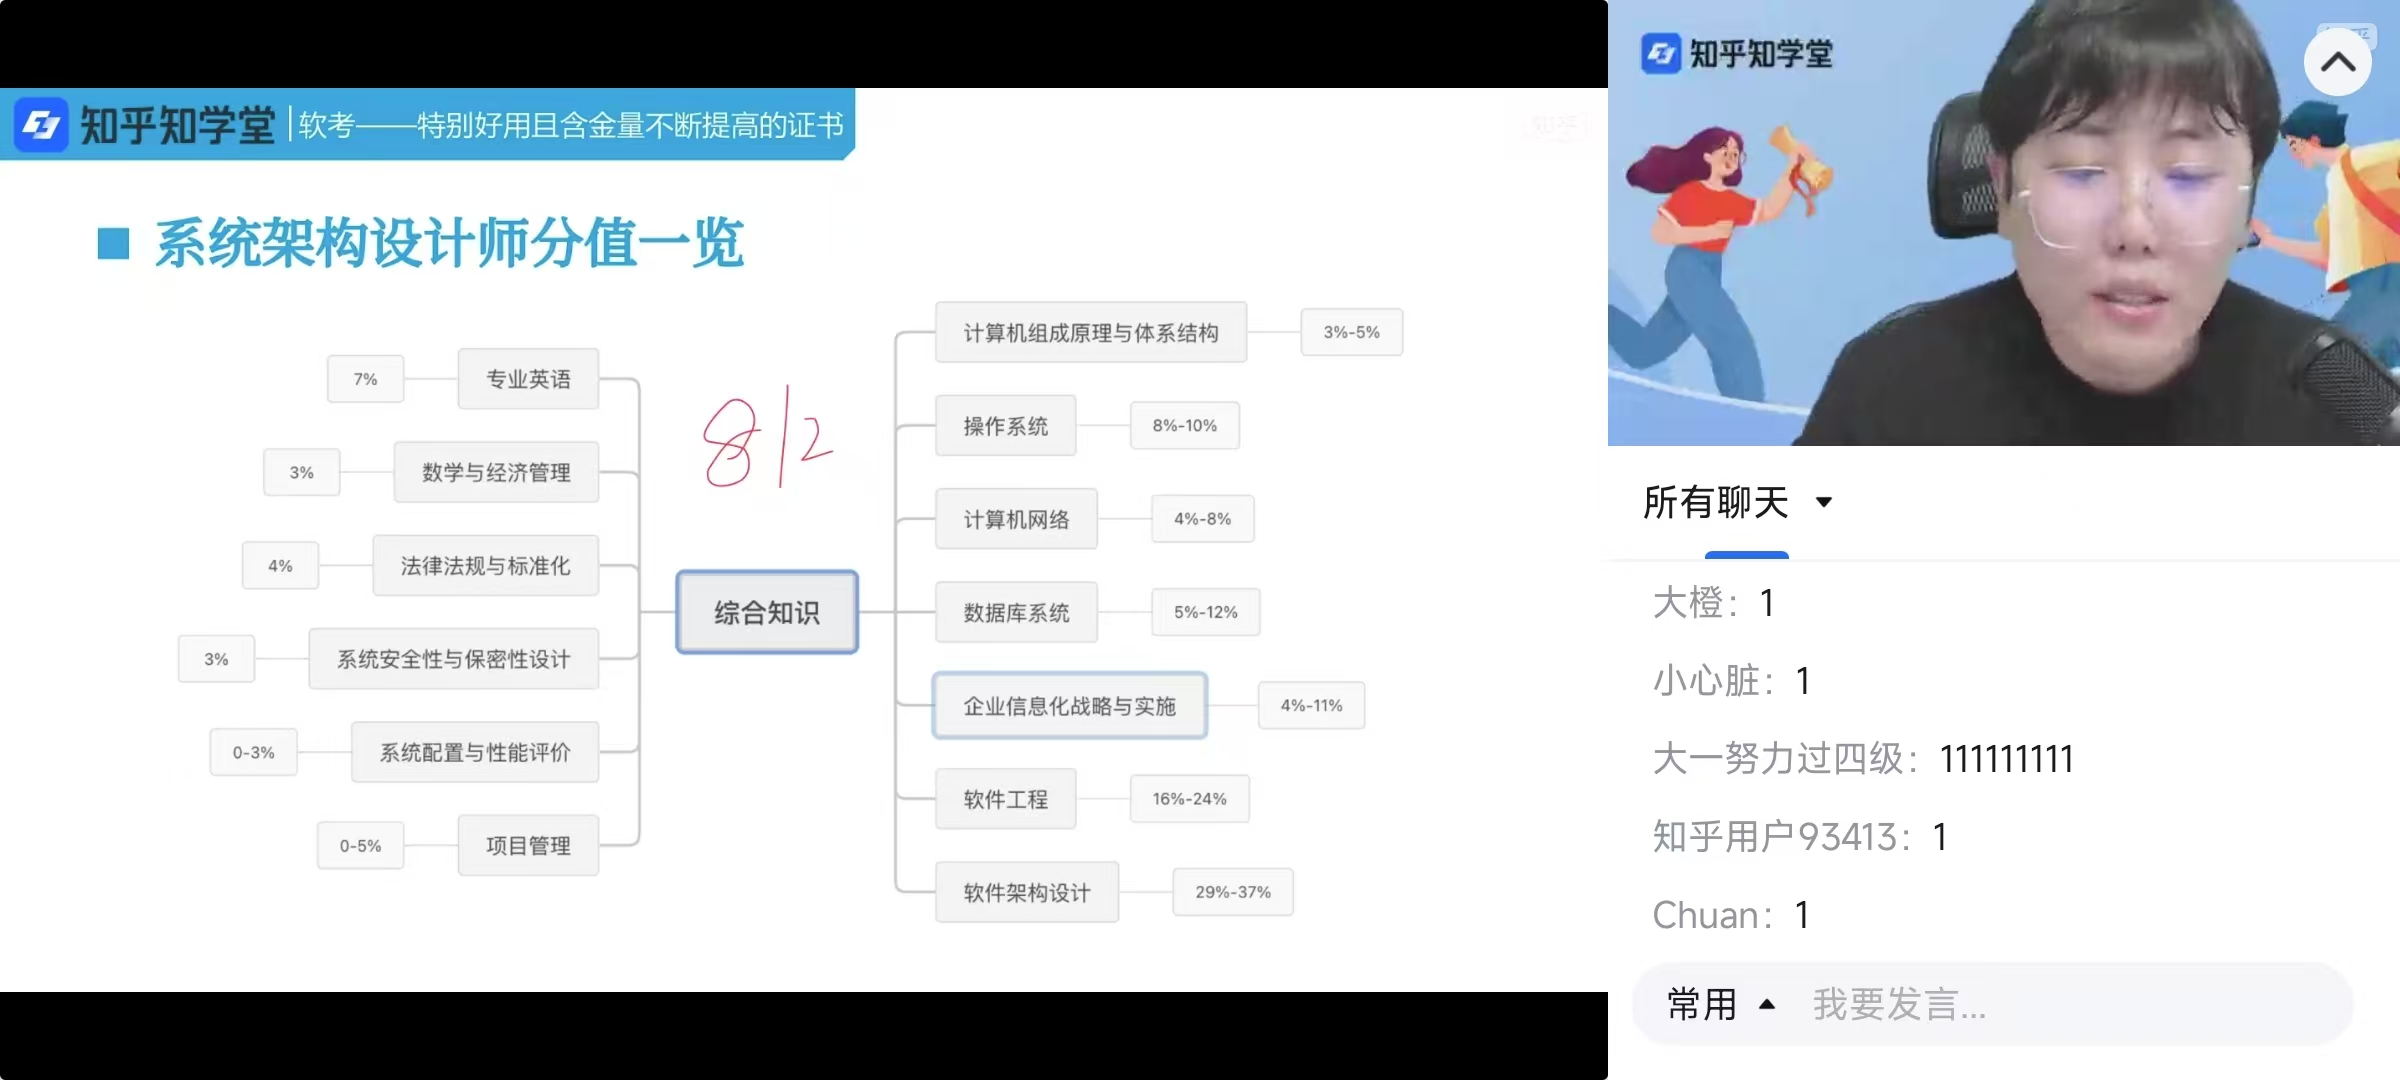 知乎知学堂 | 软考——特别好用且含金量不断提高的证书
系统架构设计师分值一览
7% 专业英语
3% 数学与经济管理
4% 法律法规与标准化
3% 系统安全性与保密性设计
0-3% 系统配置与性能评价
0-5% 项目管理
8/2
综合知识
计算机组成原理与体系结构 3%-5%
操作系统 8%-10%
计算机网络 4%-8%
数据库系统 5%-12%
企业信息化战略与实施 4%-11%
软件工程 16%-24%
软件架构设计 29%-37%
知乎知学堂
所有聊天
大橙：1
小心脏：1
大一努力过四级：111111111
知乎用户93413：1
Chuan：1
常用 我要发言...